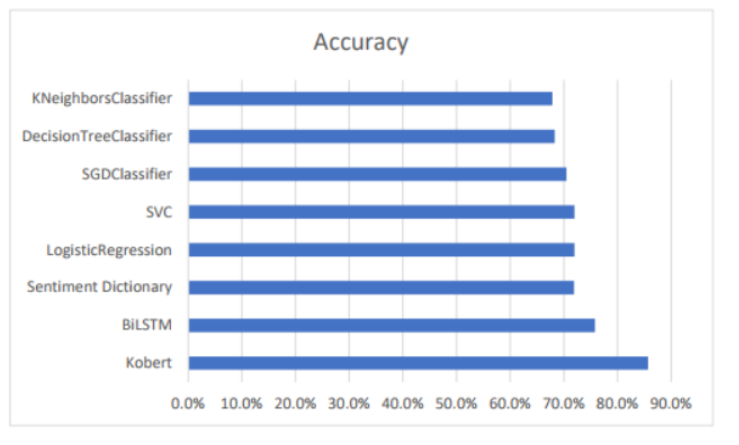 Accuracy
KNeighborsClassifier
DecisionTreeClassifier
SGDClassifier
SVC
LogisticRegression
Sentiment Dictionary
BiLSTM
Kobert
0.0% 10.0% 20.0% 30.0% 40.0% 50.0% 60.0% 70.0% 80.0% 90.0%